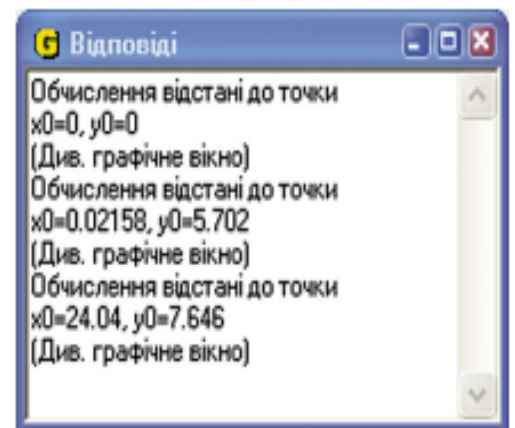 G Відповіді
Обчислення відстані до точки
x0=0, y0=0
(Див. графічне вікно)
Обчислення відстані до точки
x0=0.02158, y0=5.702
(Див. графічне вікно)
Обчислення відстані до точки
x0=24.04, y0=7.646
(Див. графічне вікно)